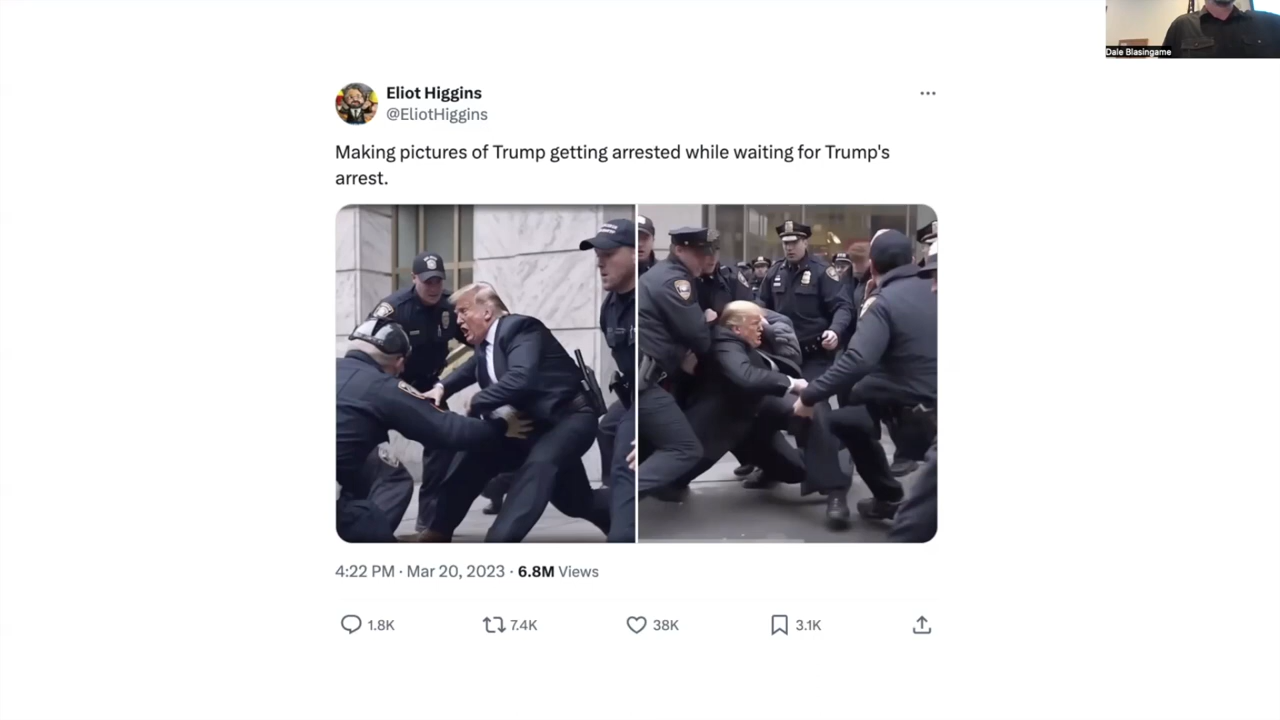 Dale Blasingame
Eliot Higgins
@EliotHiggins
Making pictures of Trump getting arrested while waiting for Trump's
arrest.
4:22 PM · Mar 20, 2023 · 6.8M Views
1.8K 7.4K 38K 3.1K